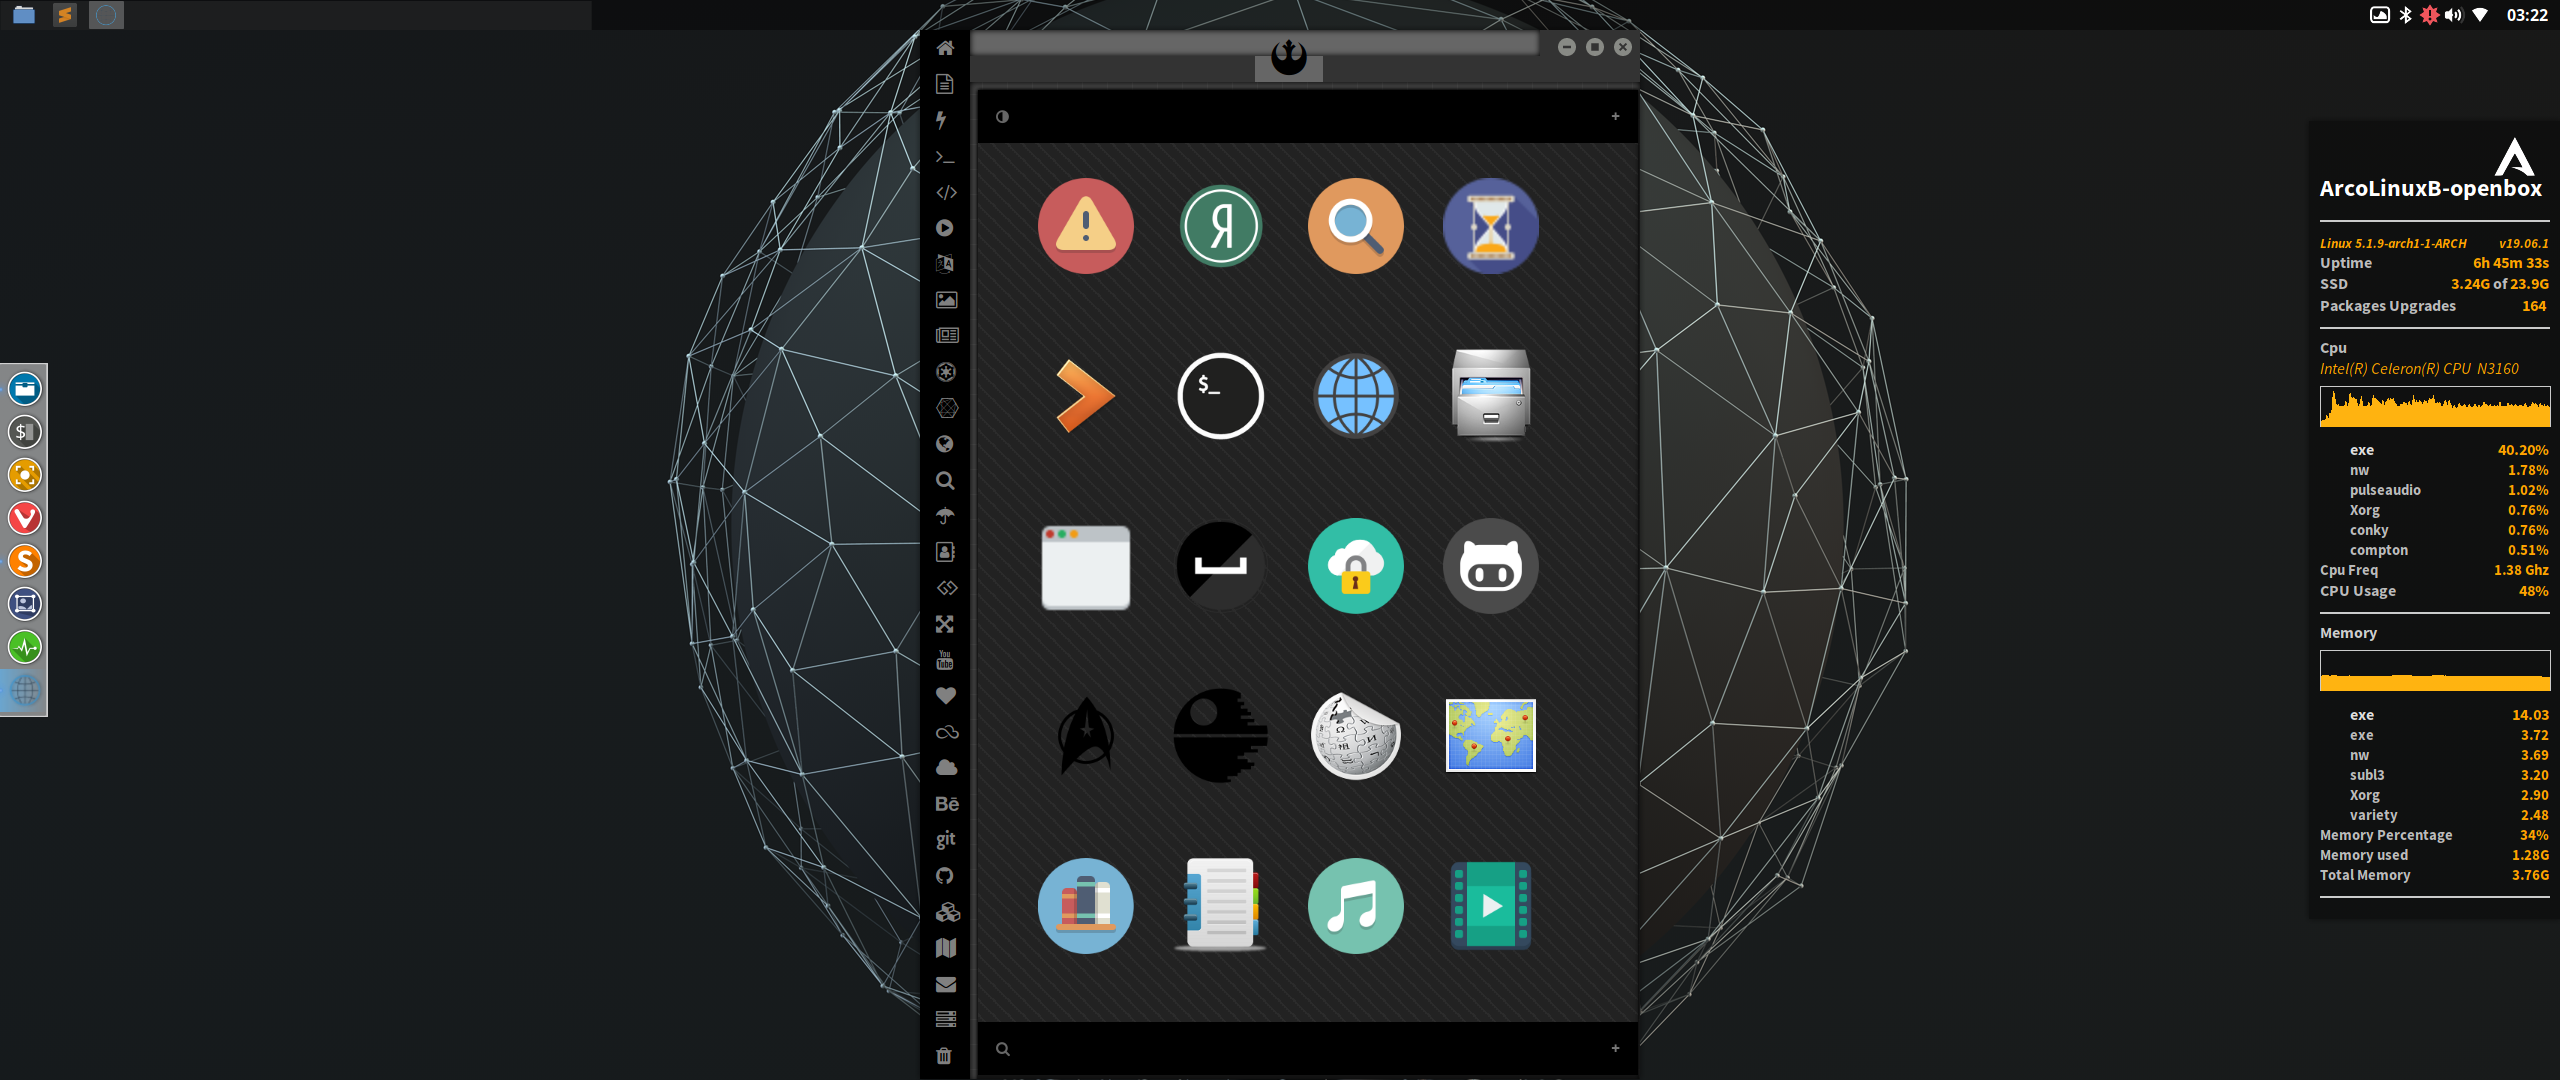 03:22
ArcoLinuxB-openbox
Linux 5.1.9-arch1-1-ARCH v19.06.1
Uptime 6h 45m 33s
SSD 3.24G of 23.9G
Packages Upgrades 164
Cpu
Intel(R) Celeron(R) CPU N3160
exe 40.20%
nw 1.78%
pulseaudio 1.02%
Xorg 0.76%
conky 0.76%
compton 0.51%
Cpu Freq 1.38 Ghz
CPU Usage 48%
Memory
exe 14.03
exe 3.72
nw 3.69
subl3 3.20
Xorg 2.90
variety 2.48
Memory Percentage 34%
Memory used 1.28G
Total Memory 3.76G
You
Tube
Bē
git
Я
$_
$
S